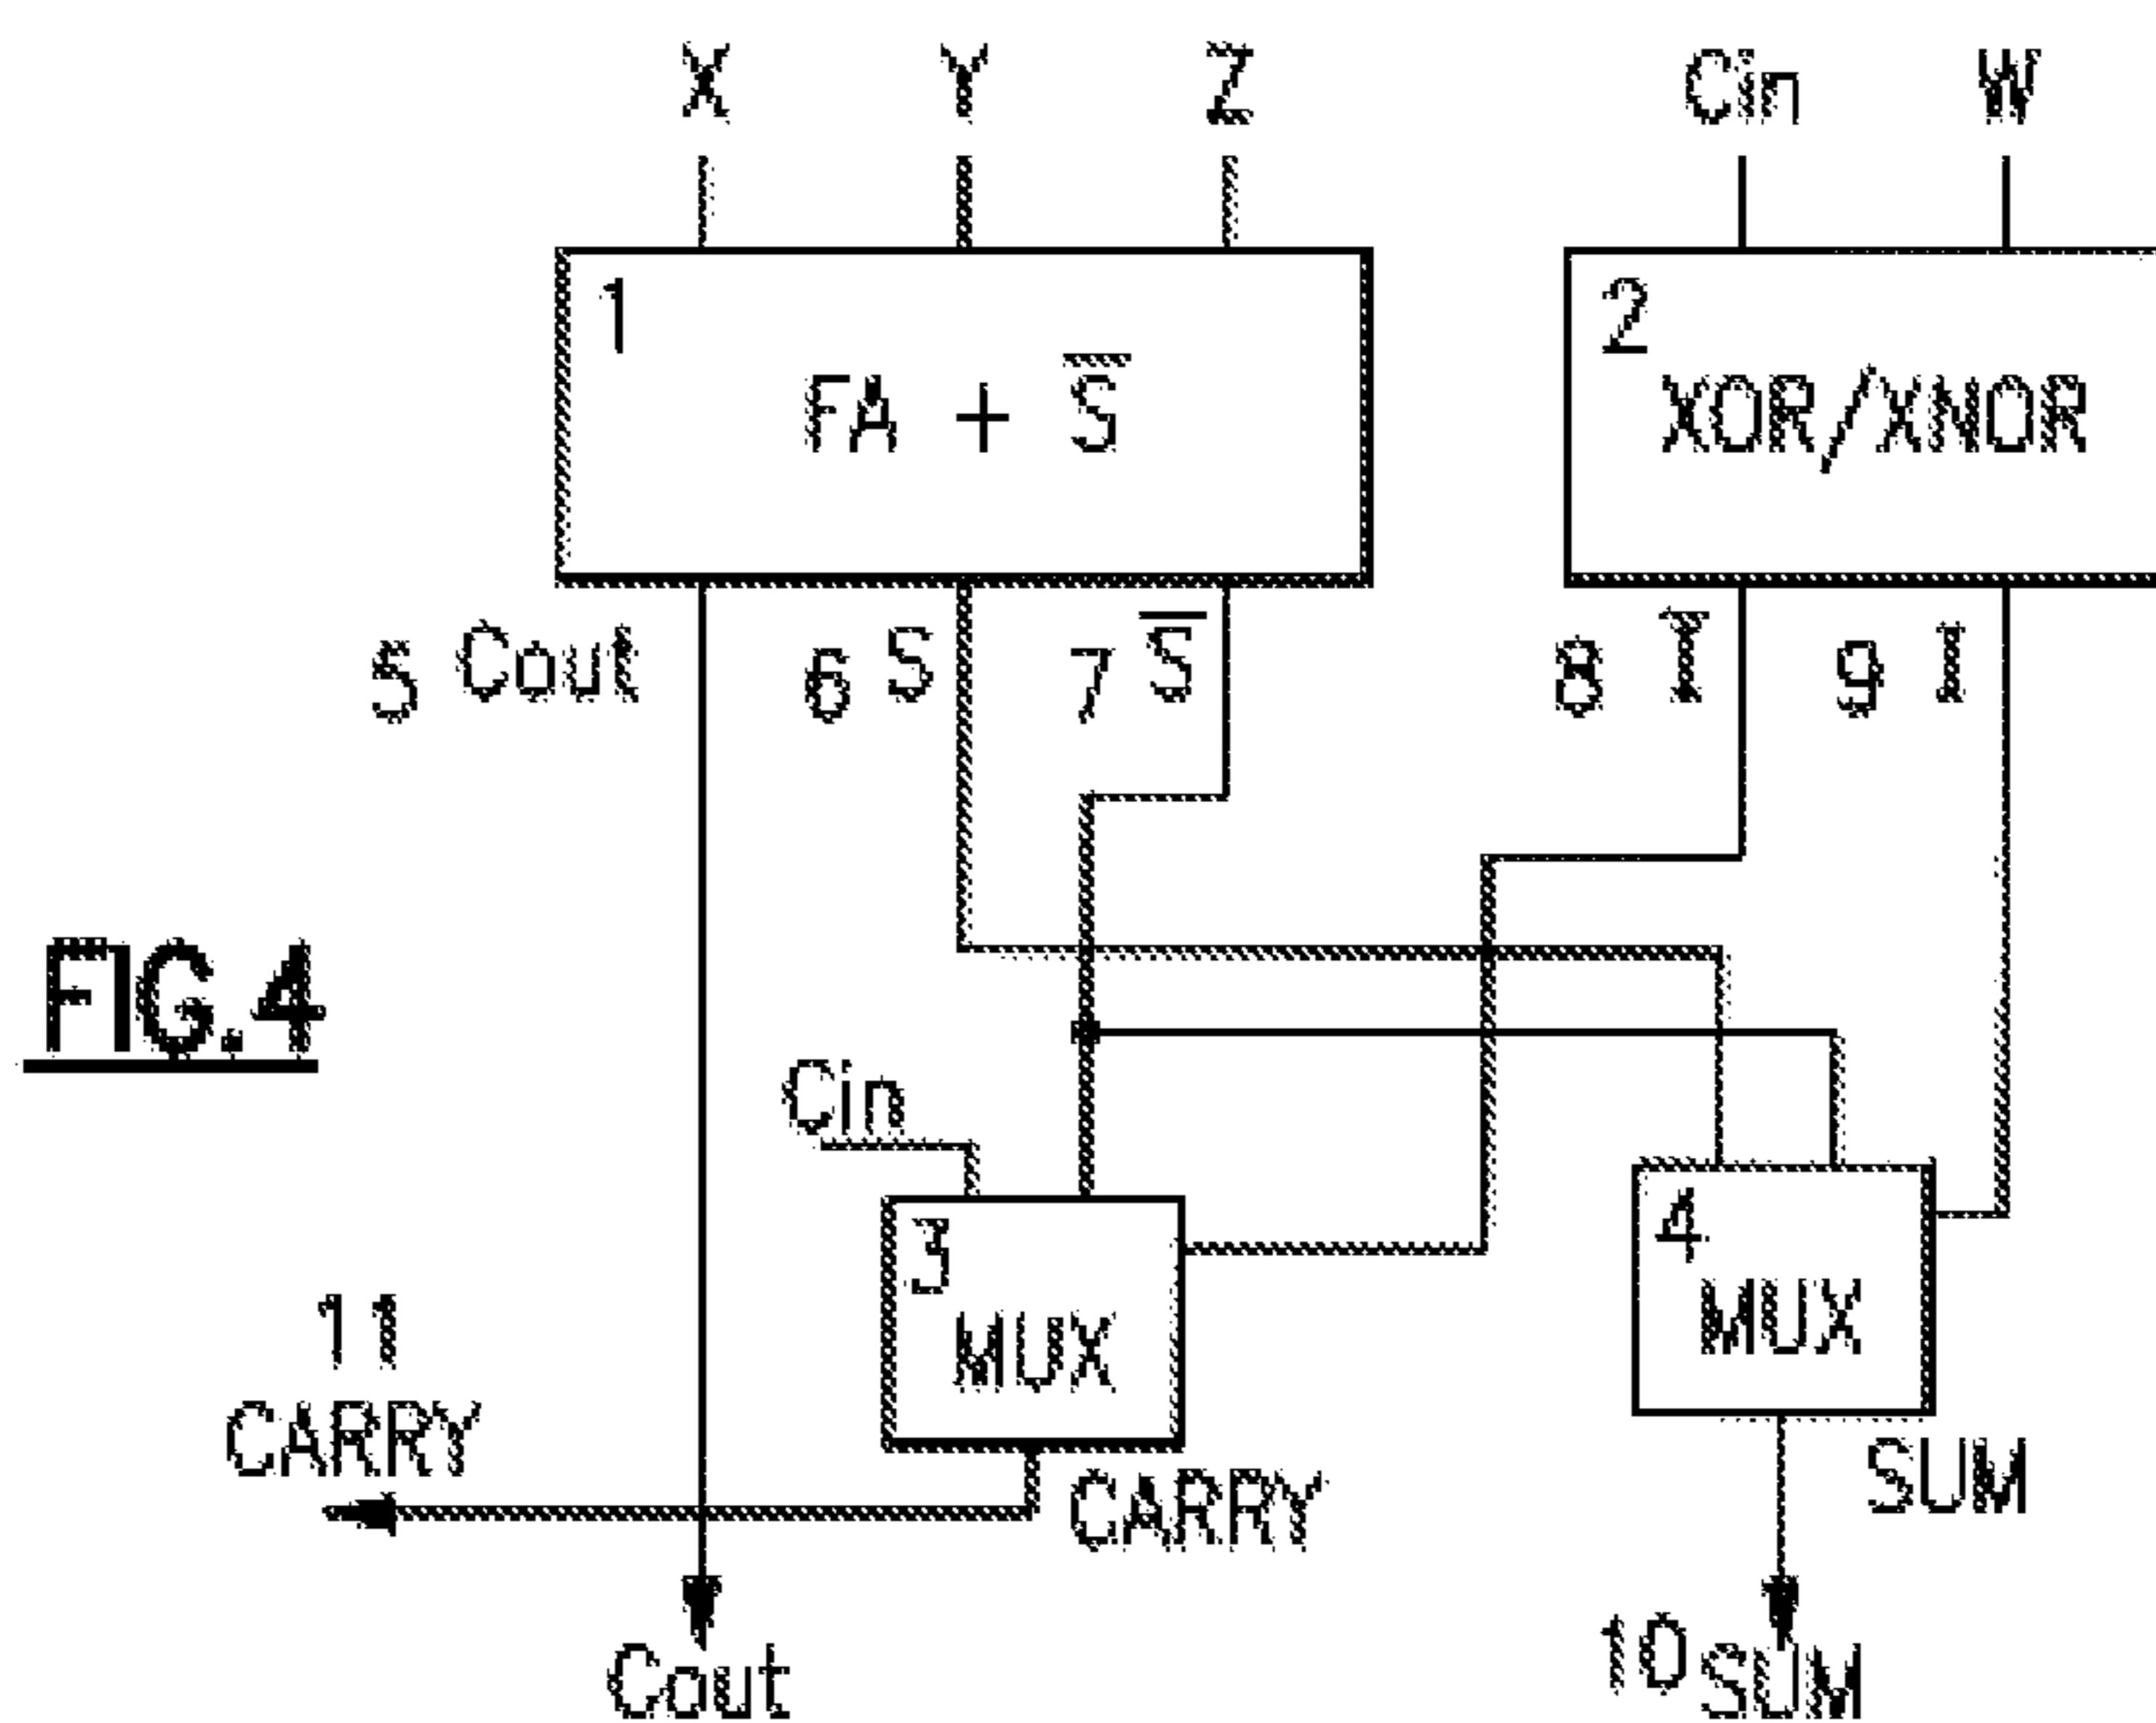 X Y Z Cin W
1 2
FA + S̅ XOR/XNOR
5 Cout 6 S 7 S̅ 8 I̅ 9 I
FIG.4
Cin
3 4
MUX MUX
11
CARRY
CARRY SUM
Cout 10 SUM